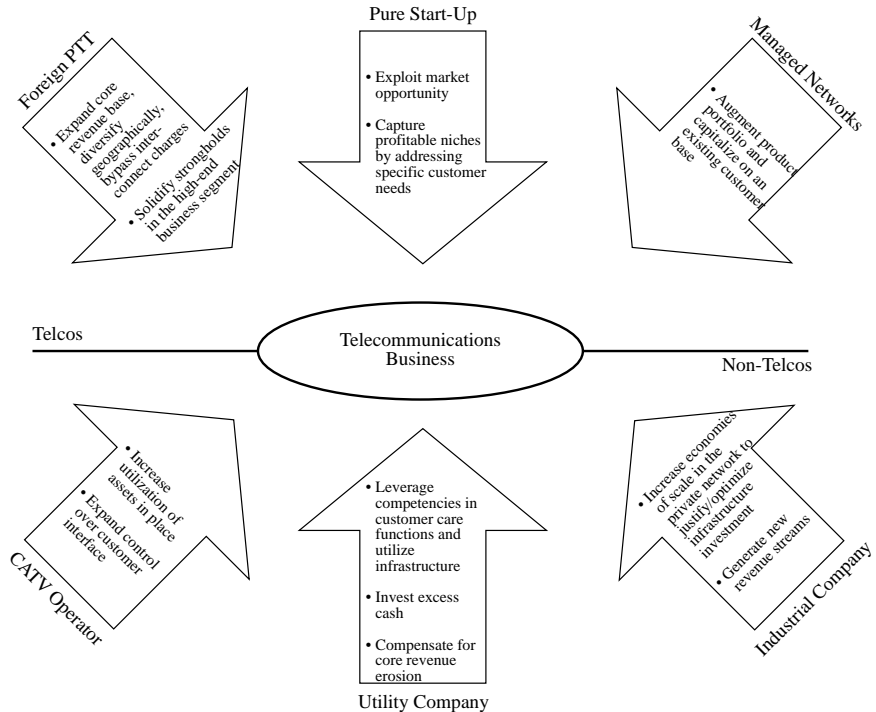 Pure Start-Up
• Exploit market
opportunity
• Capture
profitable niches
by addressing
specific customer
needs
Foreign PTT
• Expand core
revenue base,
diversify
geographically,
bypass inter-
connect charges
• Solidify strongholds
in the high-end
business segment
Managed Networks
• Augment product
portfolio and
capitalize on an
existing customer
base
Telcos
Telecommunications
Business
Non-Telcos
CATV Operator
• Increase
utilization of
assets in place
• Expand control
over customer
interface
• Leverage
competencies in
customer care
functions and
utilize
infrastructure
• Invest excess
cash
• Compensate for
core revenue
erosion
Utility Company
• Increase economies
of scale in the
private network to
justify/optimize
infrastructure
investment
• Generate new
revenue streams
Industrial Company